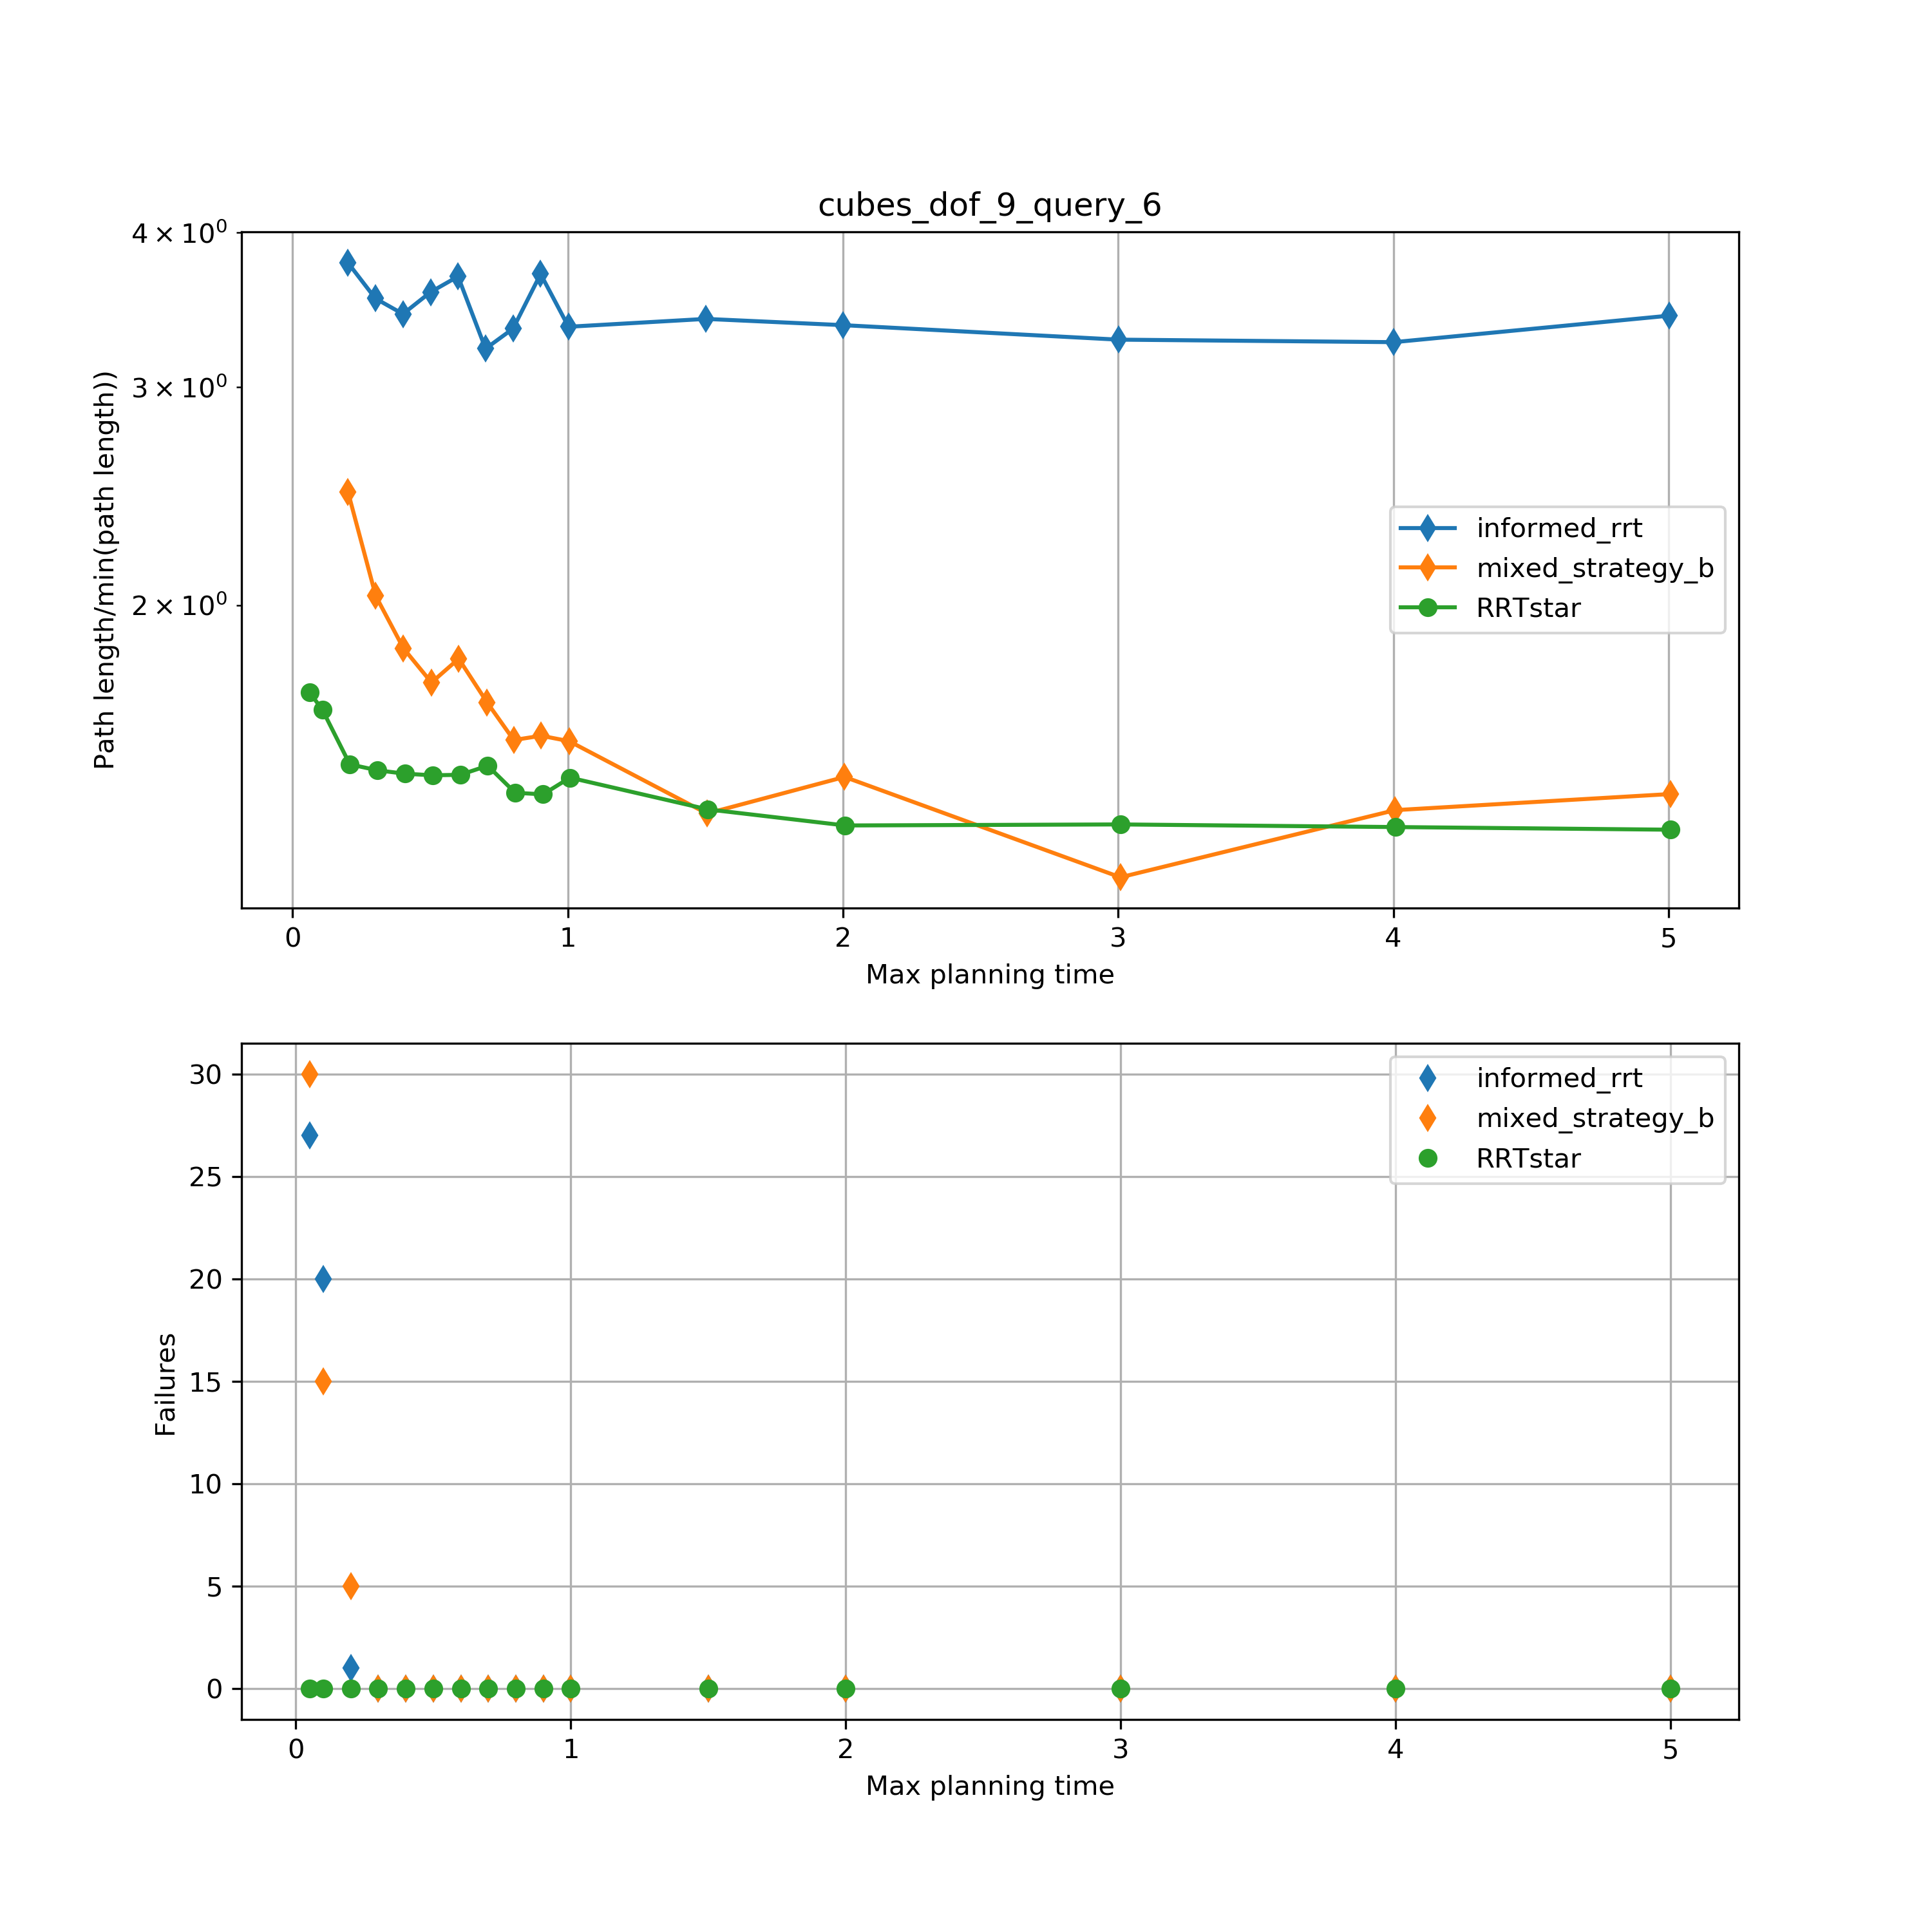 cubes_dof_9_query_6
4 × 10⁰
3 × 10⁰
2 × 10⁰
Path length/min(path length))
informed_rrt
mixed_strategy_b
RRTstar
0 1 2 3 4 5
Max planning time
30
25
20
15
10
5
0
Failures
informed_rrt
mixed_strategy_b
RRTstar
0 1 2 3 4 5
Max planning time